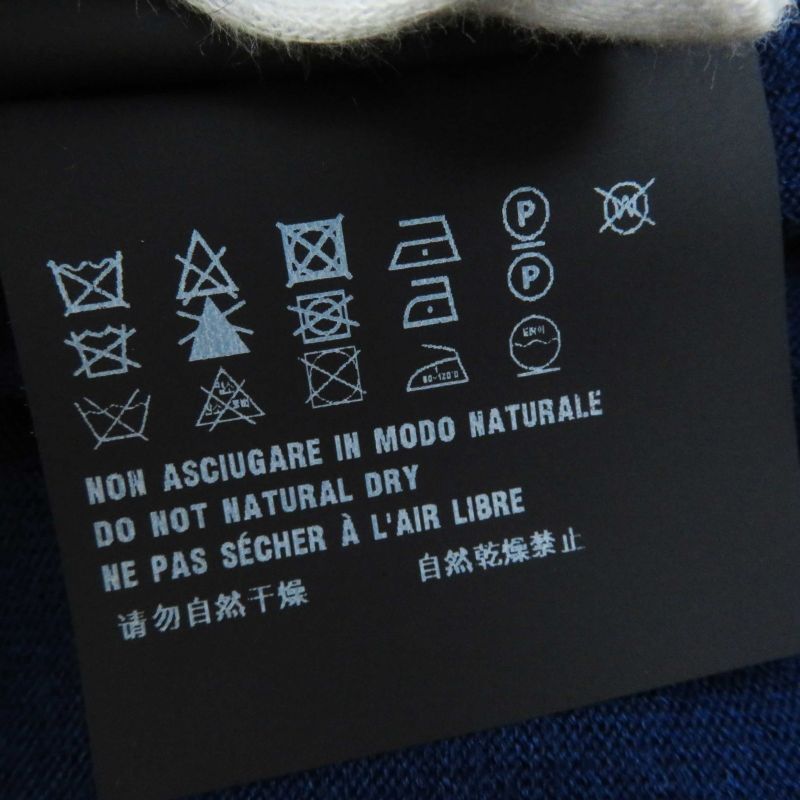 P
W
P
NON ASCIUGARE IN MODO NATURALE
DO NOT NATURAL DRY
NE PAS SÉCHER À L'AIR LIBRE
请勿自然干燥 自然乾燥禁止